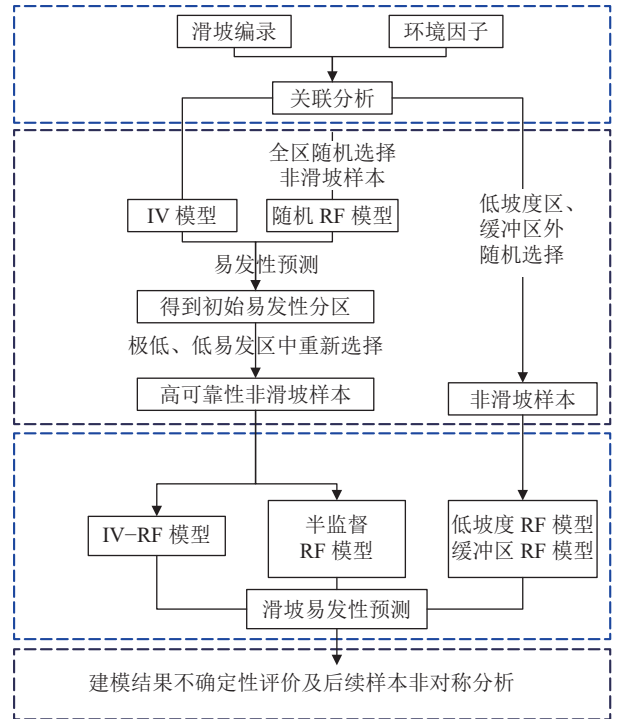 滑坡编录
环境因子
关联分析
全区随机选择
非滑坡样本
IV 模型
随机 RF 模型
低坡度区、
缓冲区外
随机选择
易发性预测
得到初始易发性分区
极低、低易发区中重新选择
高可靠性非滑坡样本
非滑坡样本
IV−RF 模型
半监督
RF 模型
低坡度 RF 模型
缓冲区 RF 模型
滑坡易发性预测
建模结果不确定性评价及后续样本非对称分析